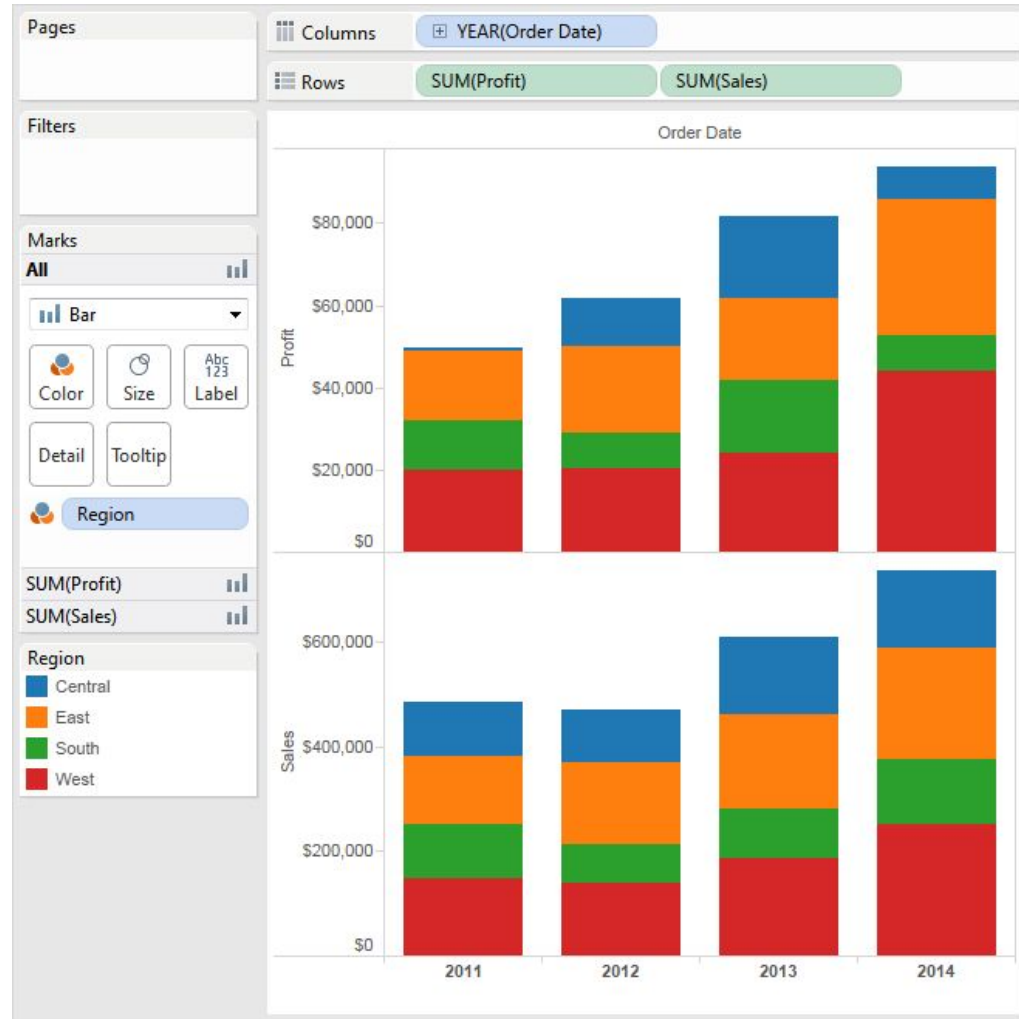 Pages
Columns
YEAR(Order Date)
Rows
SUM(Profit)
SUM(Sales)
Filters
Marks
All
Bar
Color
Size
Abc
123
Label
Detail
Tooltip
Region
SUM(Profit)
SUM(Sales)
Region
Central
East
South
West
Order Date
Profit
$80,000
$60,000
$40,000
$20,000
$0
Sales
$600,000
$400,000
$200,000
$0
2011 2012 2013 2014